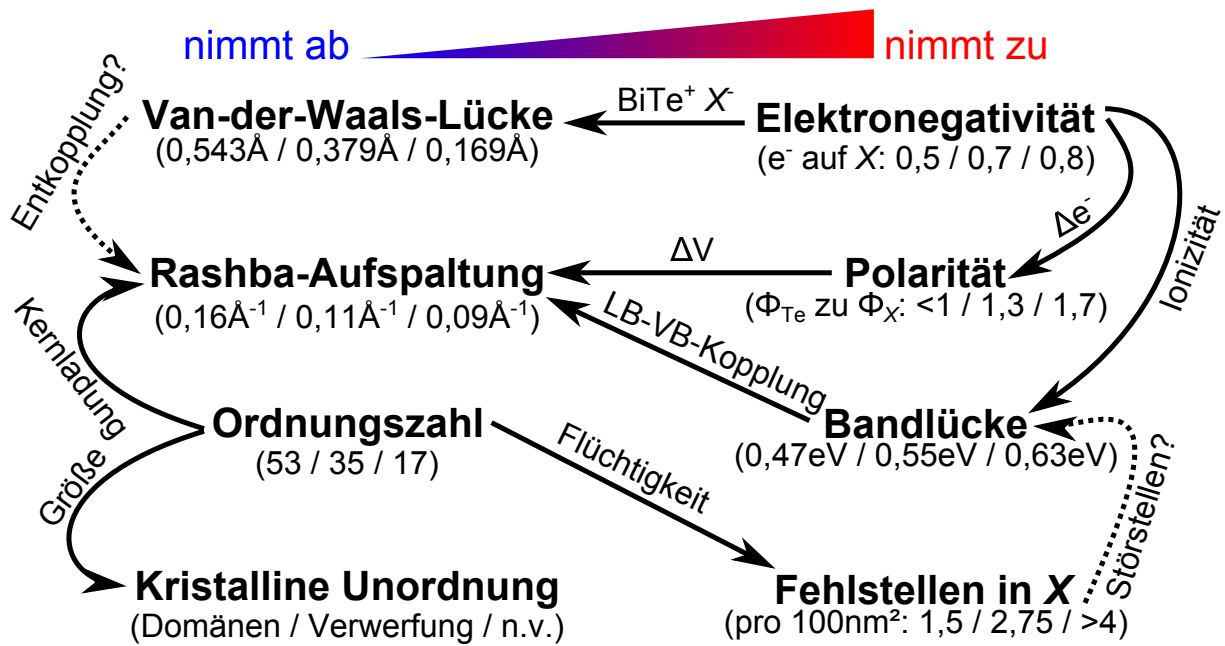 nimmt ab
nimmt zu
Entkopplung?
Van-der-Waals-Lücke
(0,543Å / 0,379Å / 0,169Å)
BiTe⁺ X⁻
Elektronegativität
(e⁻ auf X: 0,5 / 0,7 / 0,8)
Δe⁻
Ionizität
Rashba-Aufspaltung
(0,16Å⁻¹ / 0,11Å⁻¹ / 0,09Å⁻¹)
ΔV
Polarität
(Φ_Te zu Φ_X: <1 / 1,3 / 1,7)
LB-VB-Kopplung
Kernladung
Ordnungszahl
(53 / 35 / 17)
Bandlücke
(0,47eV / 0,55eV / 0,63eV)
Größe
Flüchtigkeit
Störstellen?
Kristalline Unordnung
(Domänen / Verwerfung / n.v.)
Fehlstellen in X
(pro 100nm²: 1,5 / 2,75 / >4)